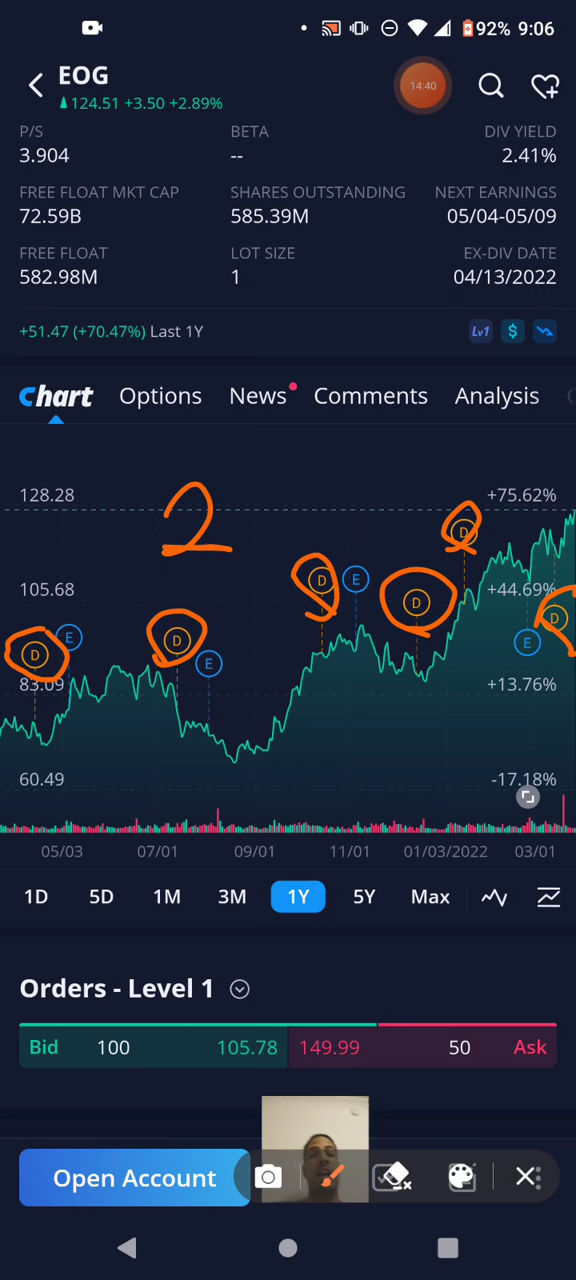 92% 9:06
EOG
124.51 +3.50 +2.89%
14:40
P/S BETA DIV YIELD
3.904 -- 2.41%
FREE FLOAT MKT CAP SHARES OUTSTANDING NEXT EARNINGS
72.59B 585.39M 05/04-05/09
FREE FLOAT LOT SIZE EX-DIV DATE
582.98M 1 04/13/2022
+51.47 (+70.47%) Last 1Y Lv1 $
Chart Options News Comments Analysis
128.28 2 +75.62%
D
D E 105.68 +44.69%
D D
E D E D E
D E
83.09 +13.76%
60.49 -17.18%
05/03 07/01 09/01 11/01 01/03/2022 03/01
1D 5D 1M 3M 1Y 5Y Max
Orders - Level 1
Bid 100 105.78 149.99 50 Ask
Open Account